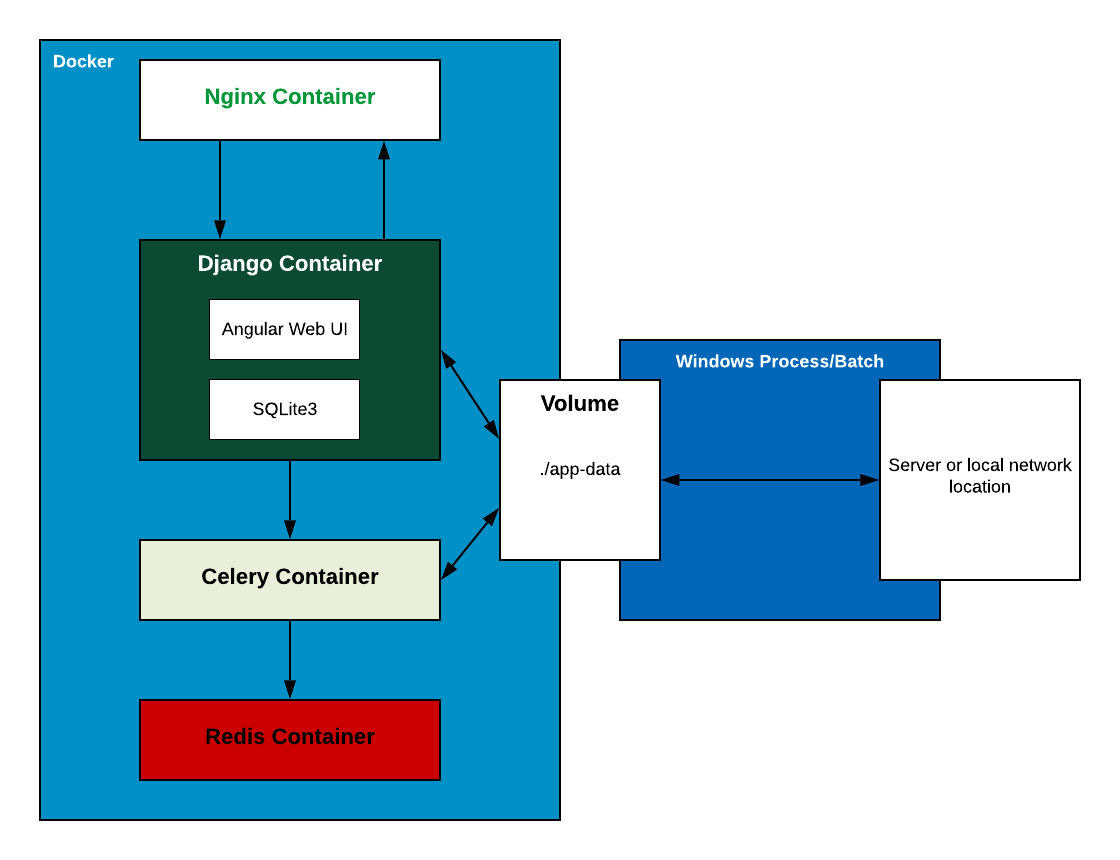 Docker
Nginx Container
Django Container
Angular Web UI
SQLite3
Celery Container
Redis Container
Volume
./app-data
Windows Process/Batch
Server or local network
location